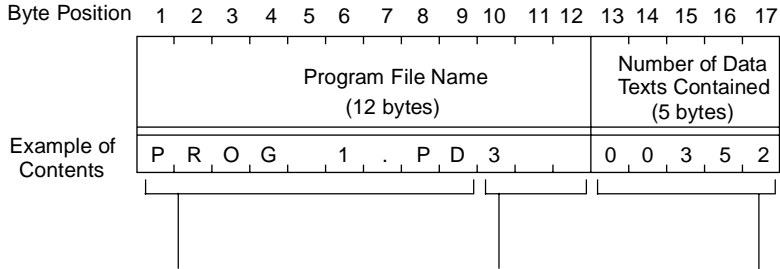 Byte Position 1 2 3 4 5 6 7 8 9 10 11 12 13 14 15 16 17
Program File Name
(12 bytes)
Number of Data
Texts Contained
(5 bytes)
Example of
Contents
P R O G 1 . P D 3 0 0 3 5 2